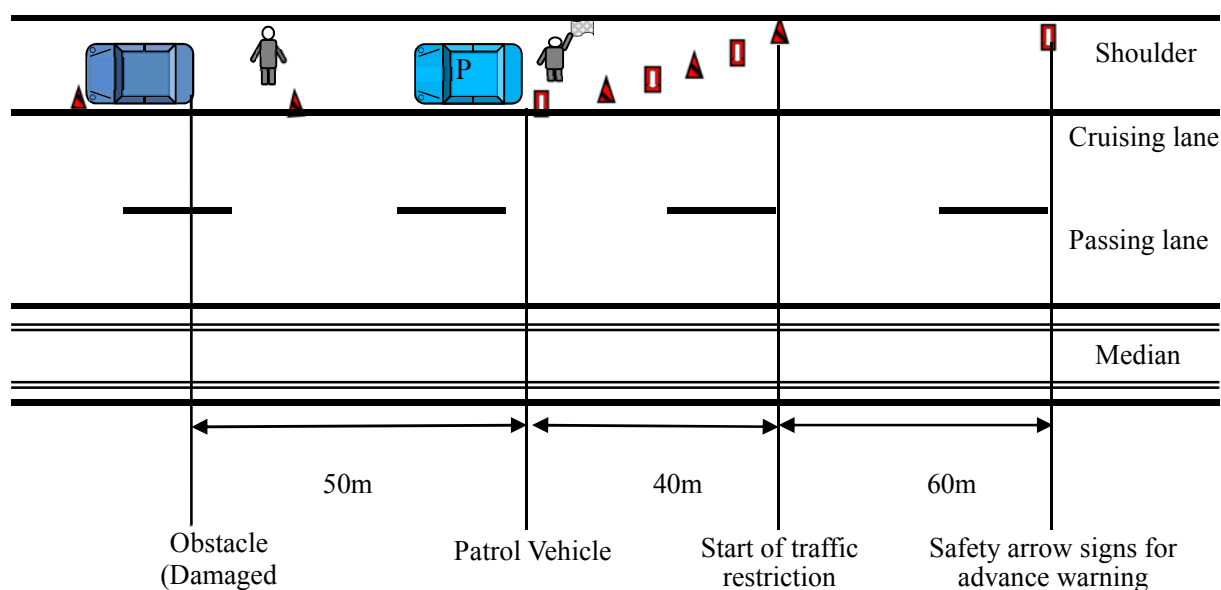 P
Shoulder
Cruising lane
Passing lane
Median
50m
40m
60m
Obstacle
(Damaged
Patrol Vehicle
Start of traffic
restriction
Safety arrow signs for
advance warning